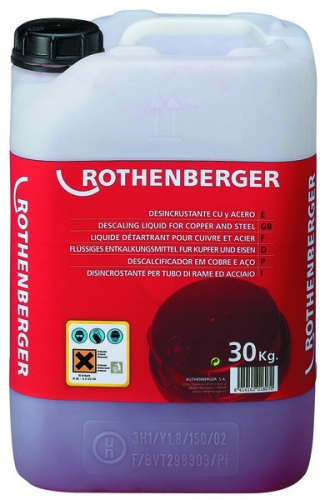 ROTHENBERGER
ROTHENBERGER
DESINCRUSTANTE CU y ACERO E
DESCALING LIQUID FOR COPPER AND STEEL GB
LIQUIDE DÉTARTRANT POUR CUIVRE ET ACIER F
FLÜSSIGES ENTKALKUNGSMITTEL FUR KUPFER UND EISEN D
DESCALCIFICADOR EM COBRE E AÇO P
DISINCROSTANTE PER TUBO DI RAME ED ACCIAIO I
30 Kg.
ROTHENBERGER, S.A.
3H1/Y1.8/150/02
F/BVT298303/Pi